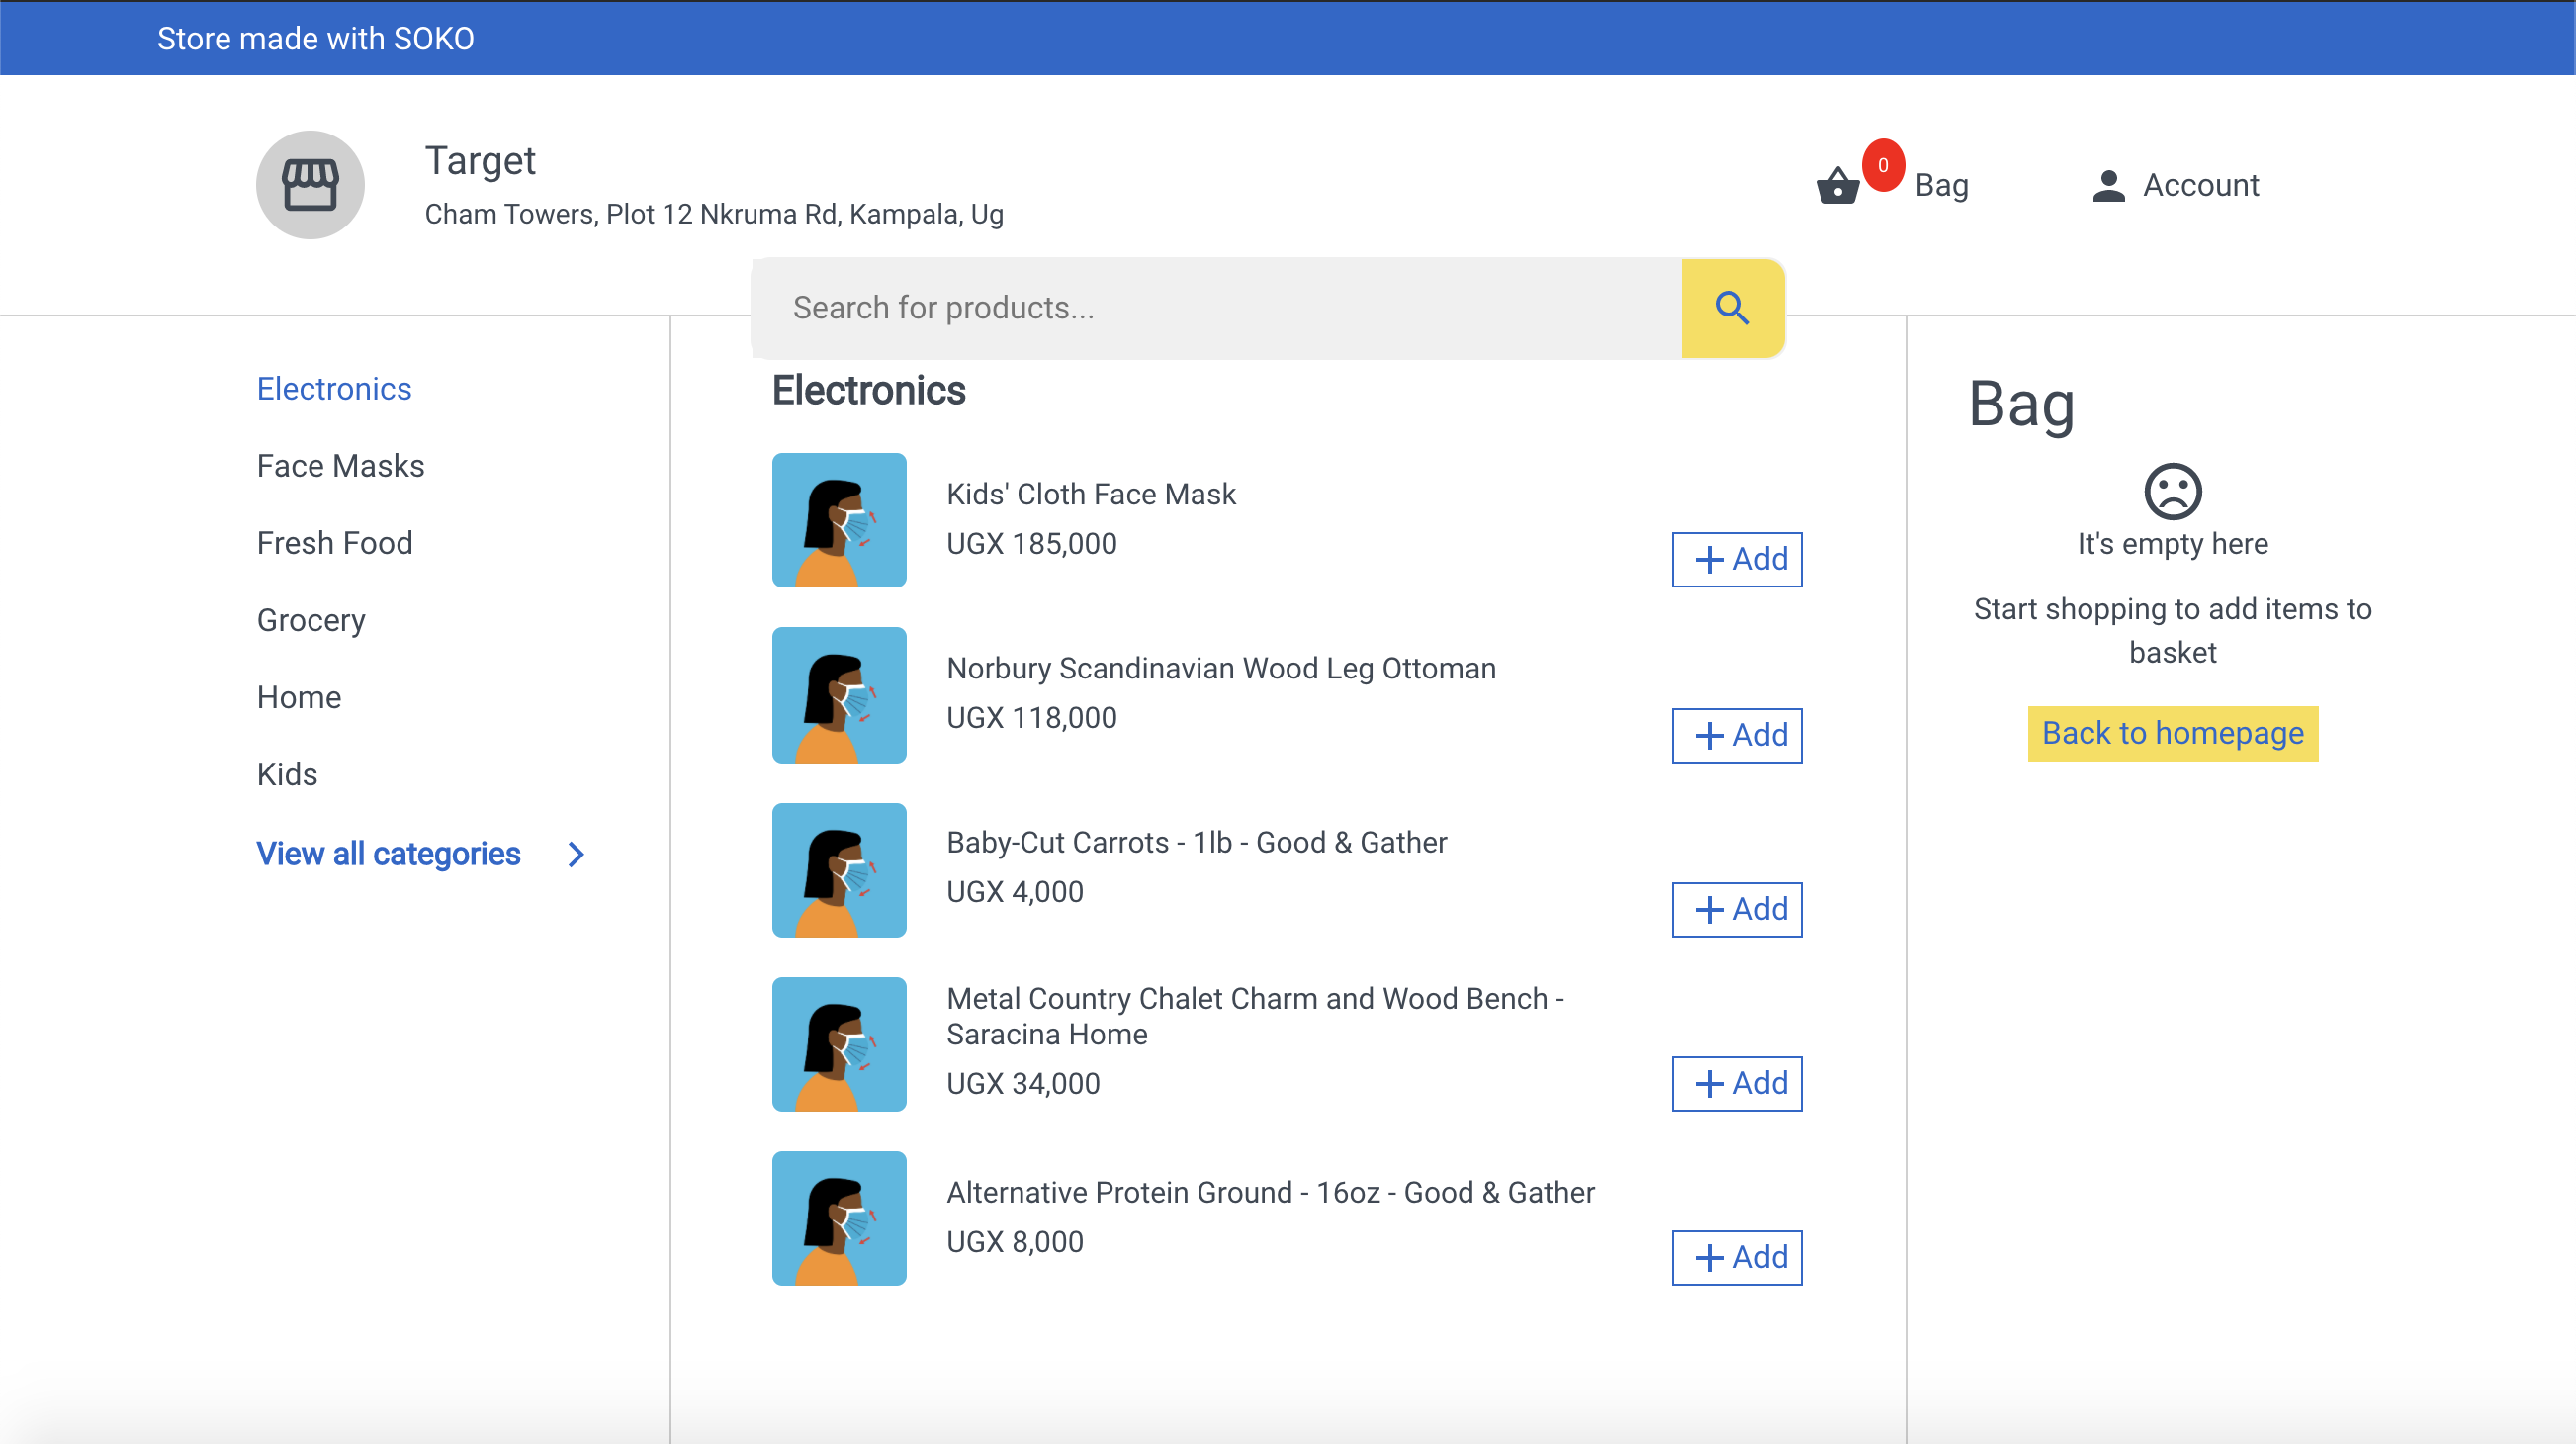 Store made with SOKO
Target
Cham Towers, Plot 12 Nkruma Rd, Kampala, Ug
0
Bag
Account
Search for products...
Electronics
Face Masks
Fresh Food
Grocery
Home
Kids
View all categories
Electronics
Kids' Cloth Face Mask
UGX 185,000
Add
Norbury Scandinavian Wood Leg Ottoman
UGX 118,000
Add
Baby-Cut Carrots - 1lb - Good & Gather
UGX 4,000
Add
Metal Country Chalet Charm and Wood Bench -
Saracina Home
UGX 34,000
Add
Alternative Protein Ground - 16oz - Good & Gather
UGX 8,000
Add
Bag
It's empty here
Start shopping to add items to
basket
Back to homepage